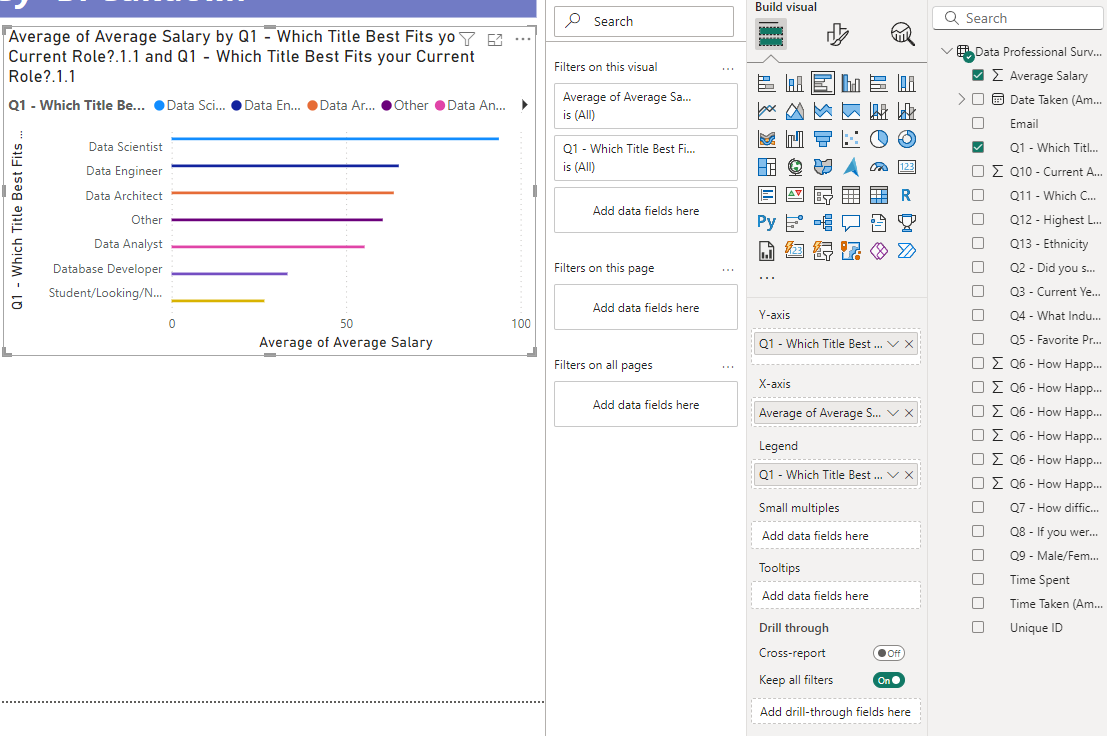 Average of Average Salary by Q1 - Which Title Best Fits yo
Current Role?.1.1 and Q1 - Which Title Best Fits your Current
Role?.1.1
Q1 - Which Title Be...
Data Sci...
Data En...
Data Ar...
Other
Data An...
Q1 - Which Title Best Fits ...
Data Scientist
Data Engineer
Data Architect
Other
Data Analyst
Database Developer
Student/Looking/N...
0
50
100
Average of Average Salary
Search
Filters on this visual
...
Average of Average Sa...
is (All)
Q1 - Which Title Best Fi...
is (All)
Add data fields here
Filters on this page
...
Add data fields here
Filters on all pages
...
Add data fields here
Build visual
123
R
Py
123
...
Y-axis
Q1 - Which Title Best ...
X-axis
Average of Average S...
Legend
Q1 - Which Title Best ...
Small multiples
Add data fields here
Tooltips
Add data fields here
Drill through
Cross-report
Off
Keep all filters
On
Add drill-through fields here
Search
Data Professional Surv...
Σ Average Salary
Date Taken (Am...
Email
Q1 - Which Titl...
Σ Q10 - Current A...
Q11 - Which C...
Q12 - Highest L...
Q13 - Ethnicity
Q2 - Did you s...
Q3 - Current Ye...
Q4 - What Indu...
Q5 - Favorite Pr...
Σ Q6 - How Happ...
Σ Q6 - How Happ...
Σ Q6 - How Happ...
Σ Q6 - How Happ...
Σ Q6 - How Happ...
Σ Q6 - How Happ...
Q7 - How diffic...
Q8 - If you wer...
Q9 - Male/Fem...
Time Spent
Time Taken (Am...
Unique ID